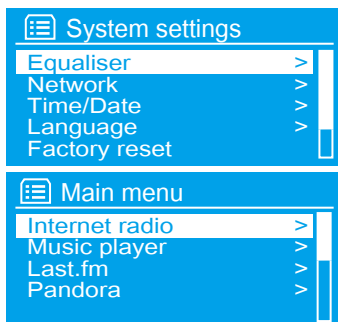 System settings
Equaliser >
Network >
Time/Date >
Language >
Factory reset
Main menu
Internet radio >
Music player >
Last.fm >
Pandora >